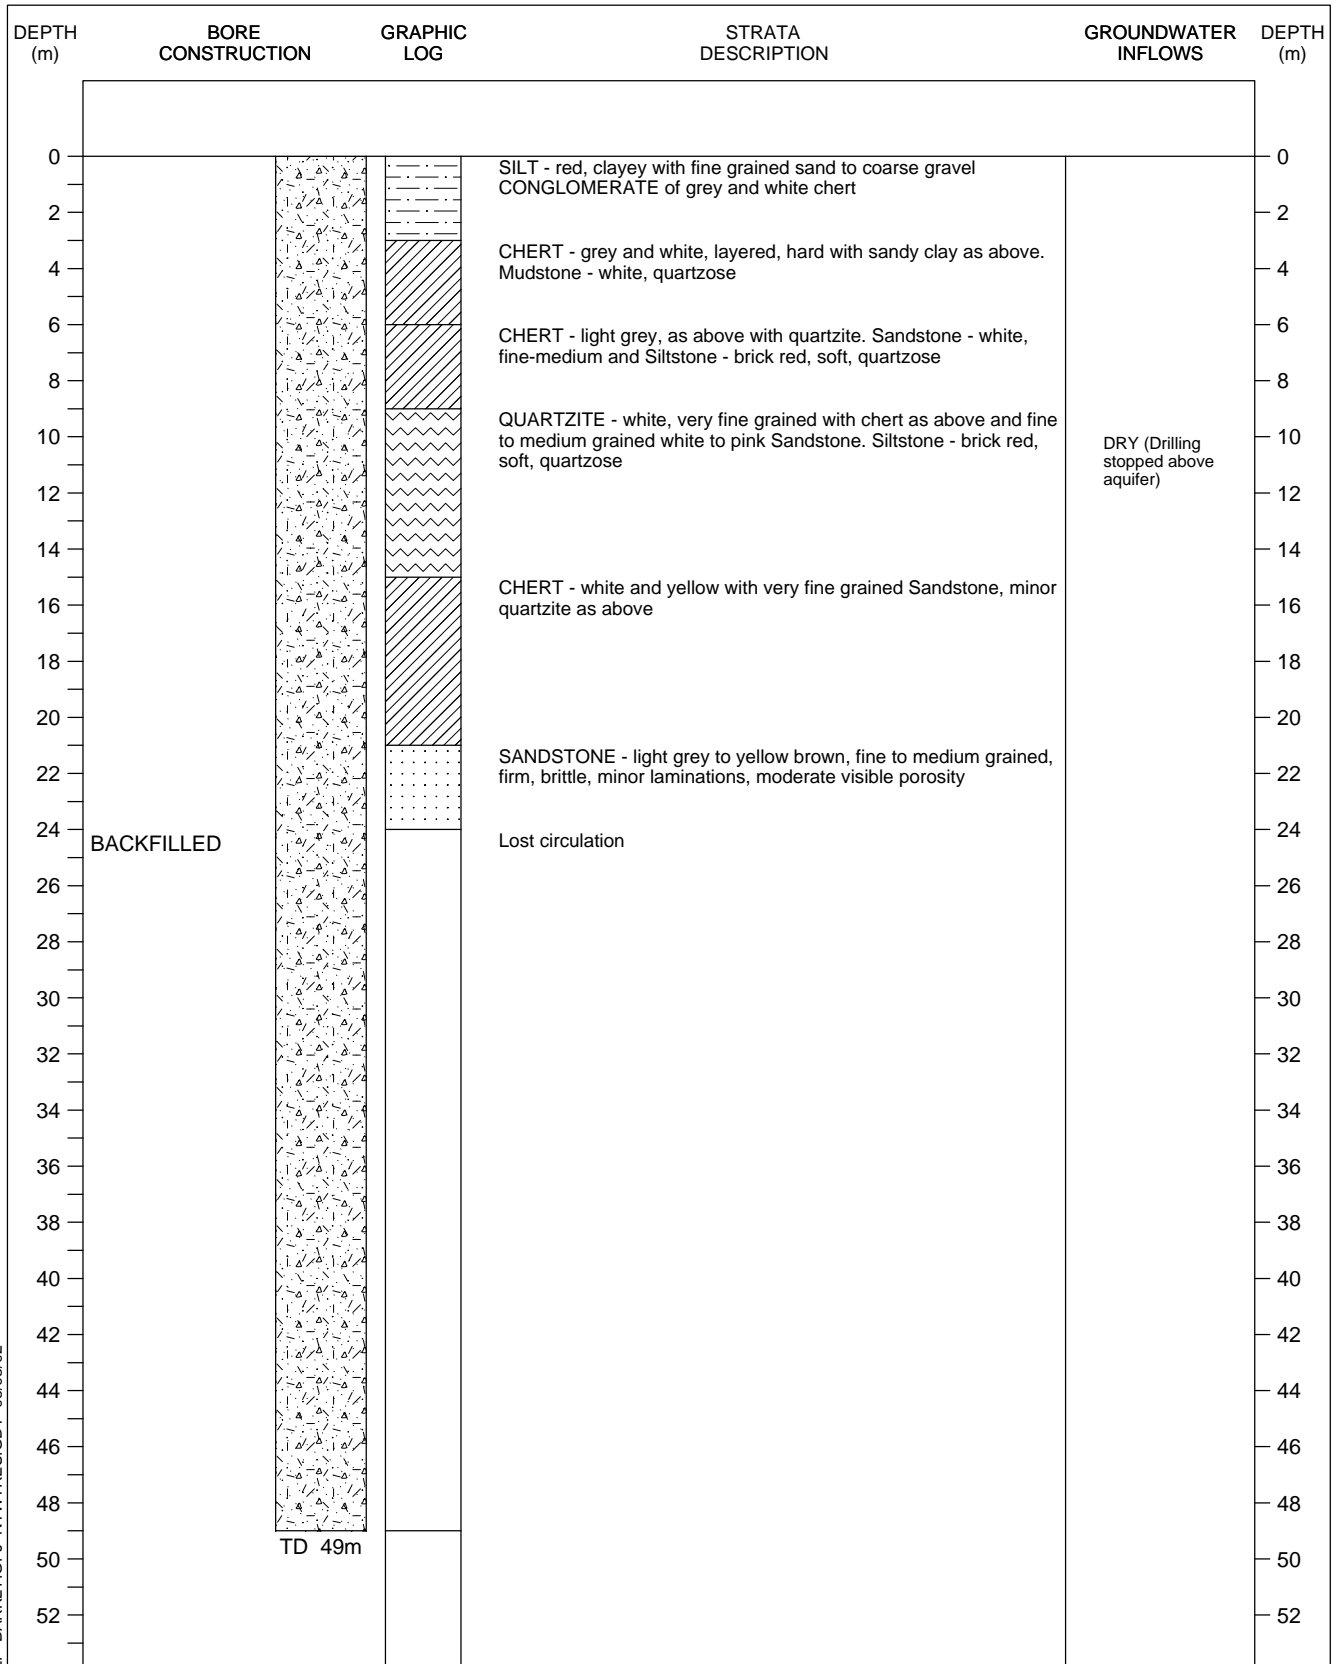 DEPTH
(m)
BORE
CONSTRUCTION
GRAPHIC
LOG
STRATA
DESCRIPTION
GROUNDWATER
INFLOWS
DEPTH
(m)
0
2
4
6
8
10
12
14
16
18
20
22
24
26
28
30
32
34
36
38
40
42
44
46
48
50
52
BACKFILLED
TD 49m
SILT - red, clayey with fine grained sand to coarse gravel
CONGLOMERATE of grey and white chert
CHERT - grey and white, layered, hard with sandy clay as above.
Mudstone - white, quartzose
CHERT - light grey, as above with quartzite. Sandstone - white,
fine-medium and Siltstone - brick red, soft, quartzose
QUARTZITE - white, very fine grained with chert as above and fine
to medium grained white to pink Sandstone. Siltstone - brick red,
soft, quartzose
CHERT - white and yellow with very fine grained Sandstone, minor
quartzite as above
SANDSTONE - light grey to yellow brown, fine to medium grained,
firm, brittle, minor laminations, moderate visible porosity
Lost circulation
DRY (Drilling
stopped above
aquifer)
0
2
4
6
8
10
12
14
16
18
20
22
24
26
28
30
32
34
36
38
40
42
44
46
48
50
52